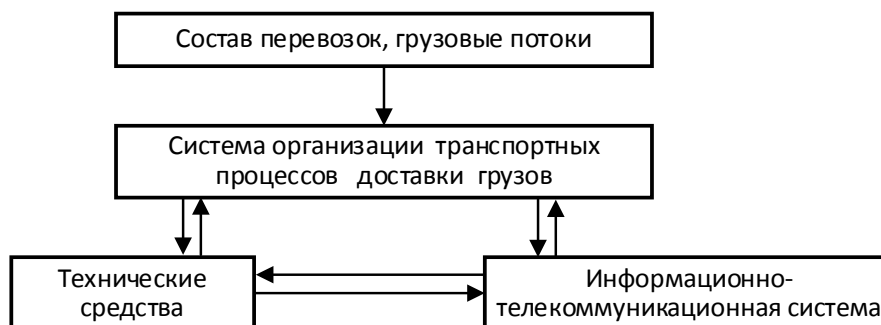 Состав перевозок, грузовые потоки
Система организации транспортных
процессов доставки грузов
Технические
средства
Информационно-
телекоммуникационная система